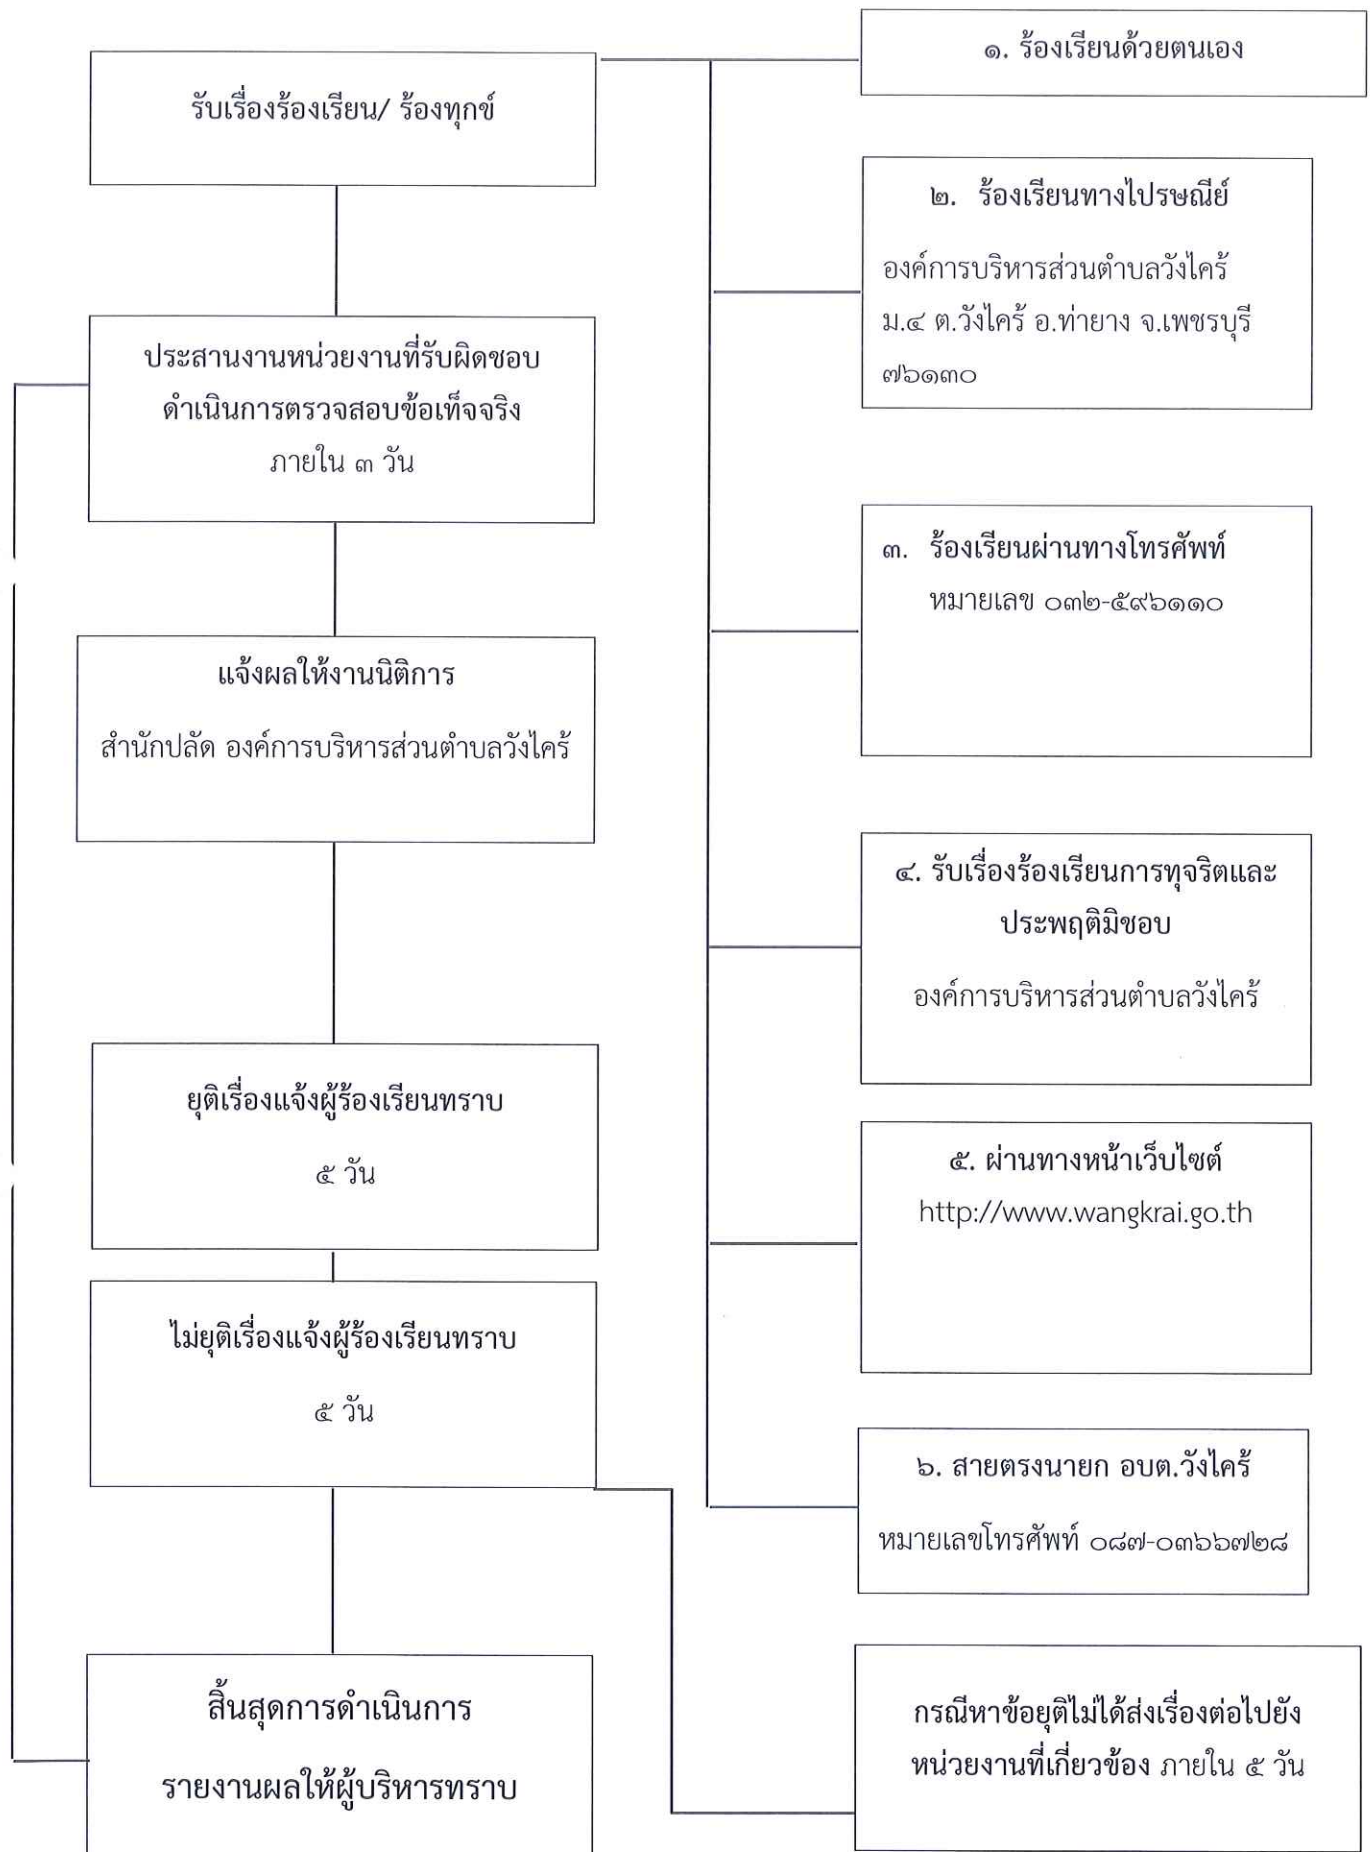 รับเรื่องร้องเรียน/ ร้องทุกข์
ประสานงานหน่วยงานที่รับผิดชอบ
ดำเนินการตรวจสอบข้อเท็จจริง
ภายใน ๓ วัน
แจ้งผลให้งานนิติการ
สำนักปลัด องค์การบริหารส่วนตำบลวังไคร้
ยุติเรื่องแจ้งผู้ร้องเรียนทราบ
๕ วัน
ไม่ยุติเรื่องแจ้งผู้ร้องเรียนทราบ
๕ วัน
สิ้นสุดการดำเนินการ
รายงานผลให้ผู้บริหารทราบ
๑. ร้องเรียนด้วยตนเอง
๒. ร้องเรียนทางไปรษณีย์
องค์การบริหารส่วนตำบลวังไคร้
ม.๔ ต.วังไคร้ อ.ท่ายาง จ.เพชรบุรี
๗๖๑๓๐
๓. ร้องเรียนผ่านทางโทรศัพท์
หมายเลข ๐๓๒-๕๙๖๑๑๐
๔. รับเรื่องร้องเรียนการทุจริตและ
ประพฤติมิชอบ
องค์การบริหารส่วนตำบลวังไคร้
๕. ผ่านทางหน้าเว็บไซต์
http://www.wangkrai.go.th
๖. สายตรงนายก อบต.วังไคร้
หมายเลขโทรศัพท์ ๐๘๗-๐๓๖๖๗๒๘
กรณีหาข้อยุติไม่ได้ส่งเรื่องต่อไปยัง
หน่วยงานที่เกี่ยวข้อง ภายใน ๕ วัน